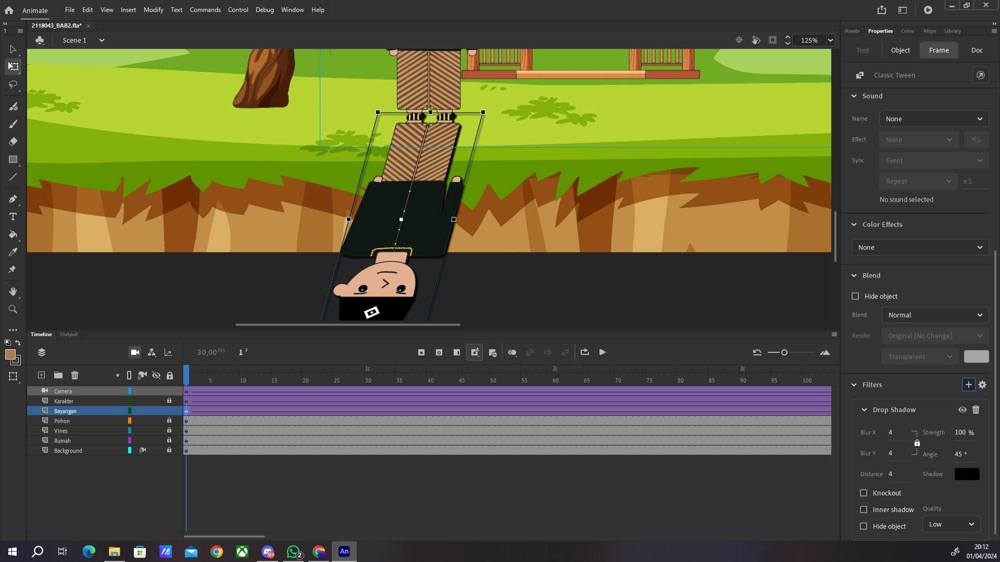 Animate File Edit View Insert Modify Text Commands Control Debug Window Help
2118043_BAB2.fla*
Assets Properties Color Align Library
Scene 1
125%
Tool Object Frame Doc
Classic Tween
Sound
Name None
Effect None
Sync Event
Repeat x 1
No sound selected
Color Effects
None
Blend
Hide object
Blend Normal
Render Original (No Change)
Transparent
Filters
Drop Shadow
Blur X 4 Strength 100 %
Blur Y 4 Angle 45 °
Distance 4 Shadow
Knockout
Inner shadow Quality
Hide object Low
Timeline Output
30,00 FPS 1 F
1s 2s 3s
5 10 15 20 25 30 35 40 45 50 55 60 65 70 75 80 85 90 95 100
Camera
Karakter
Bayangan
Pohon
Vines
Rumah
Background
T
An
9+
2
20:12
01/04/2024